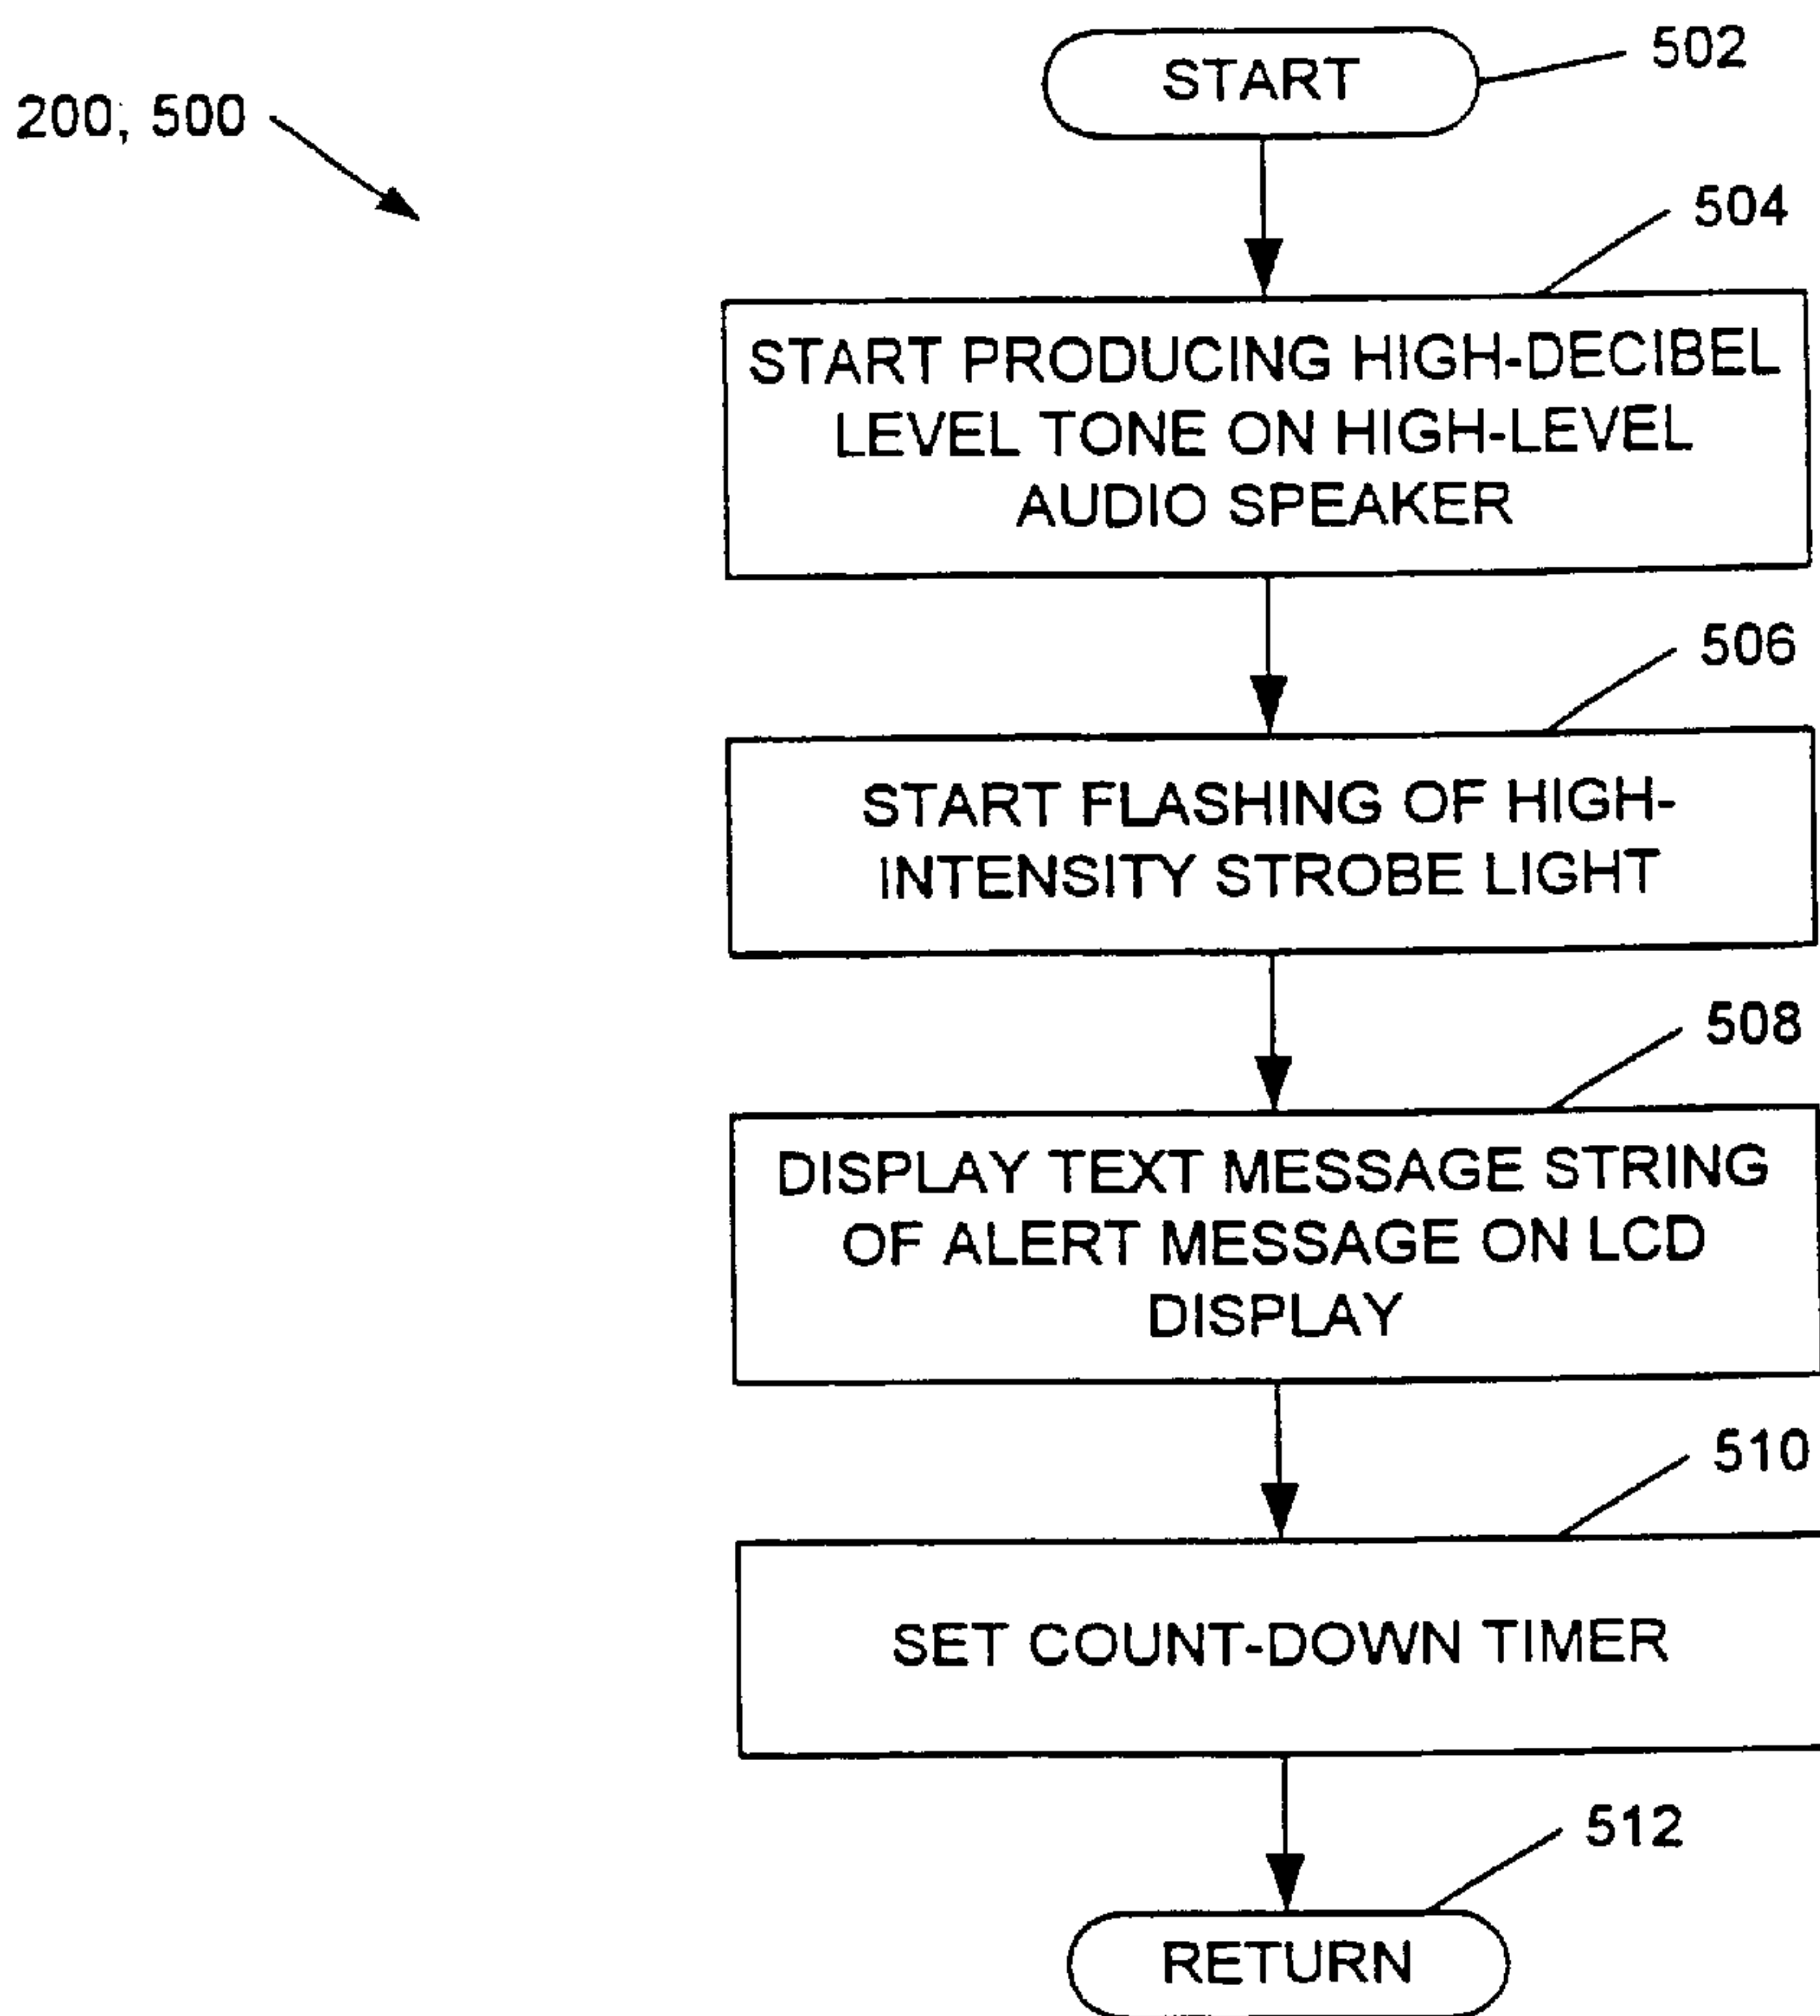 START
502
200; 500
504
START PRODUCING HIGH-DECIBEL
LEVEL TONE ON HIGH-LEVEL
AUDIO SPEAKER
506
START FLASHING OF HIGH-
INTENSITY STROBE LIGHT
508
DISPLAY TEXT MESSAGE STRING
OF ALERT MESSAGE ON LCD
DISPLAY
510
SET COUNT-DOWN TIMER
512
RETURN